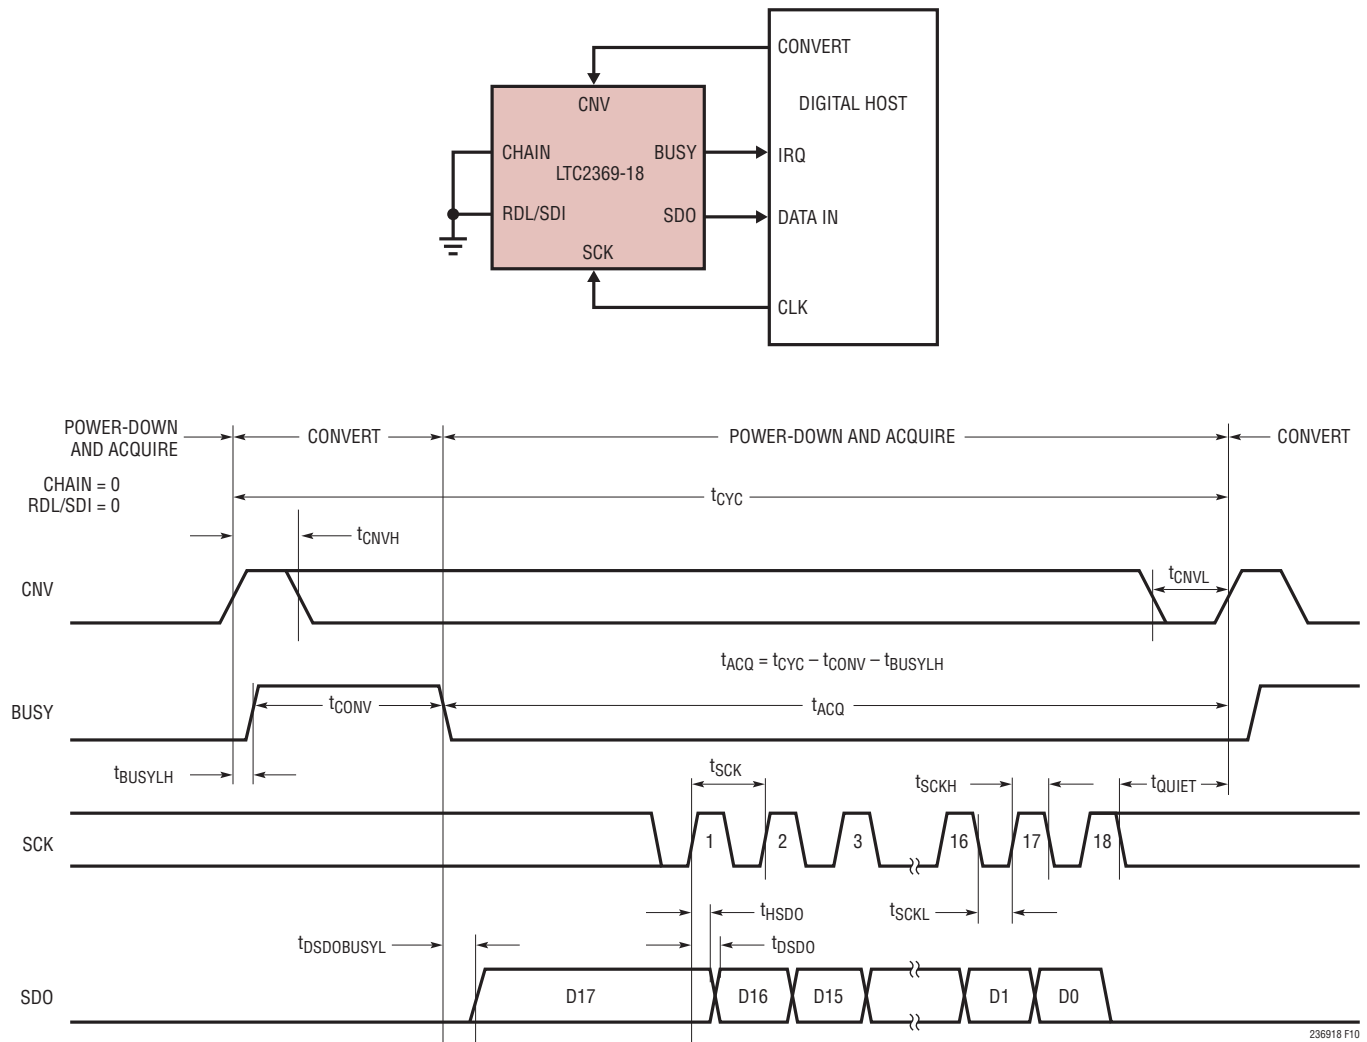 CONVERT
CNV
DIGITAL HOST
CHAIN
BUSY
IRQ
LTC2369-18
RDL/SDI
SDO
DATA IN
SCK
CLK
POWER-DOWN
AND ACQUIRE
CONVERT
POWER-DOWN AND ACQUIRE
CONVERT
CHAIN = 0
RDL/SDI = 0
tCYC
tCNVH
CNV
tCNVL
tACQ = tCYC – tCONV – tBUSYLH
BUSY
tCONV
tACQ
tBUSYLH
tSCK
tSCKH
tQUIET
SCK
1
2
3
16
17
18
tHSDO
tSCKL
tDSDOBUSYL
tDSDO
SDO
D17
D16
D15
D1
D0
236918 F10